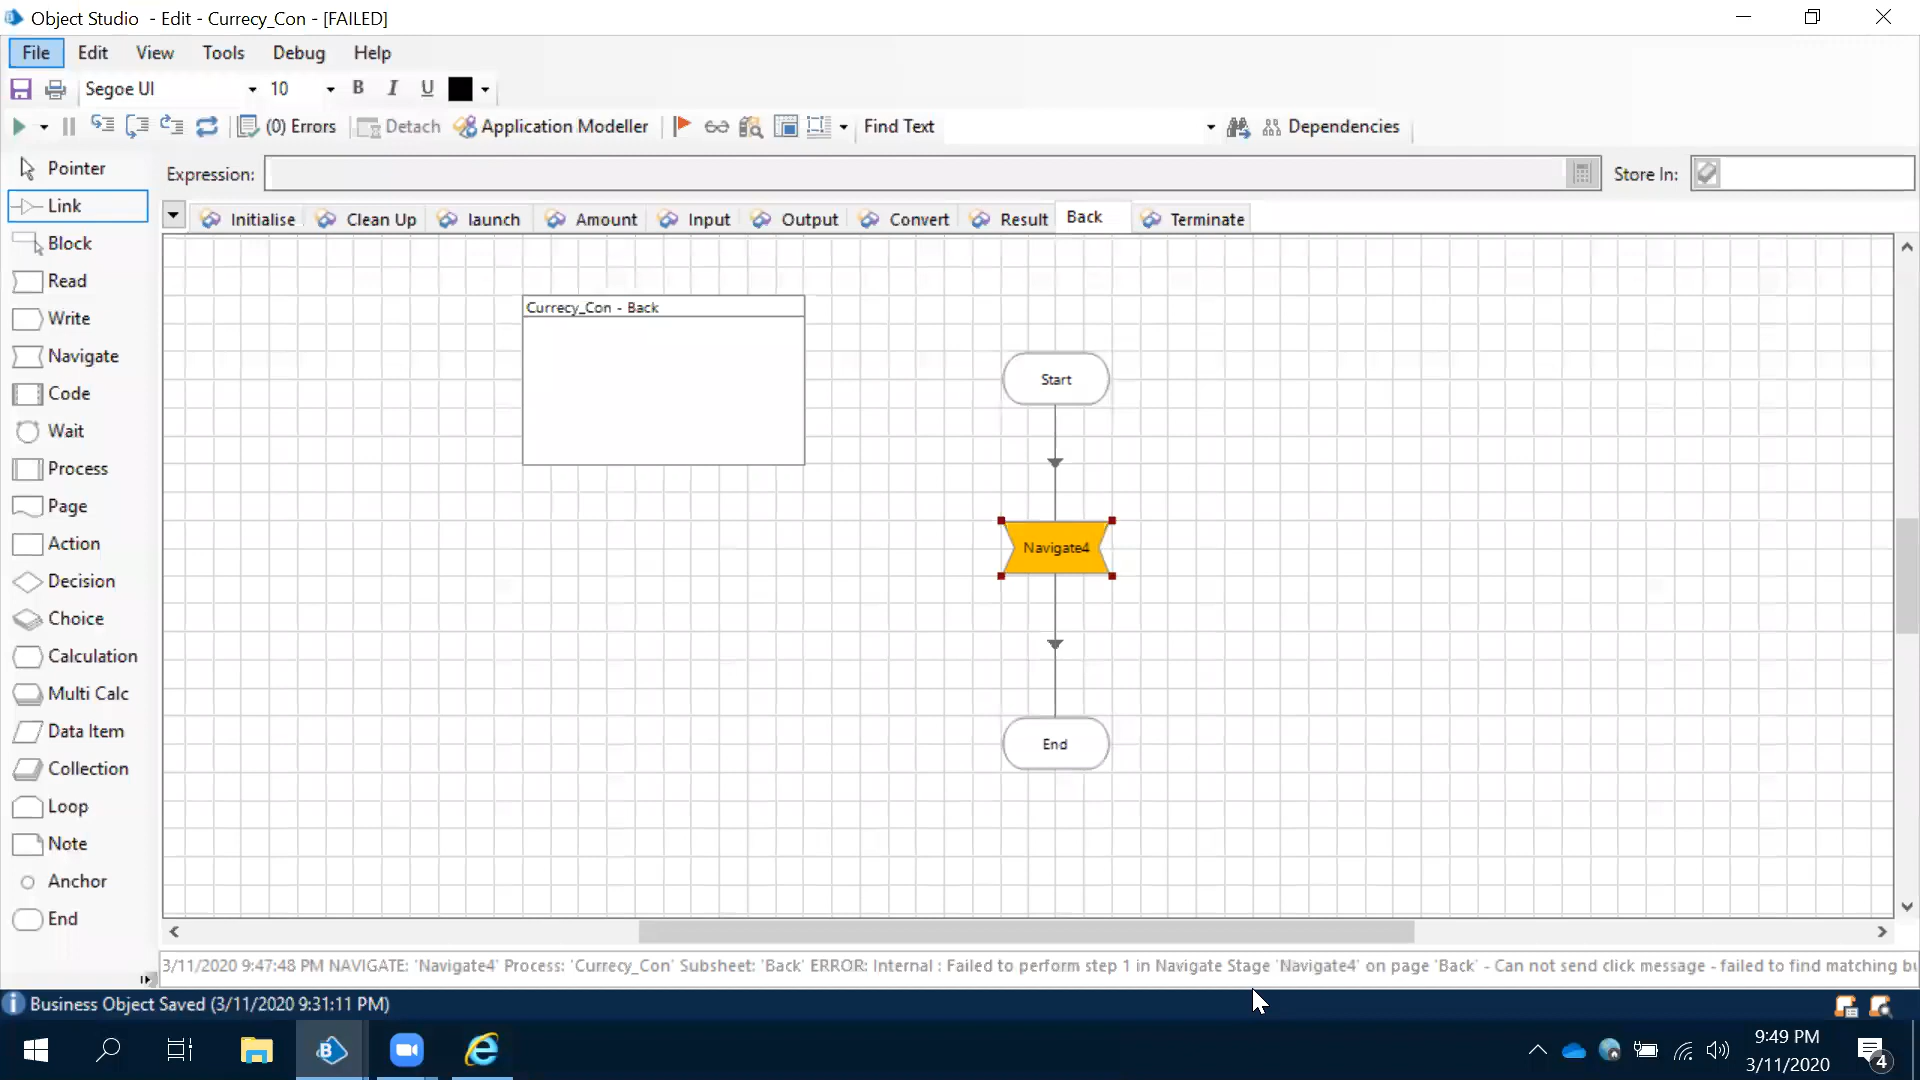 Object Studio - Edit - Currecy_Con - [FAILED]
File Edit View Tools Debug Help
Segoe UI 10 B I U
(0) Errors Detach Application Modeller Find Text Dependencies
Pointer
Expression: Store In:
Link
Initialise Clean Up launch Amount Input Output Convert Result Back Terminate
Block
Read
Write
Navigate
Code
Wait
Process
Page
Action
Decision
Choice
Calculation
Multi Calc
Data Item
Collection
Loop
Note
Anchor
End
Currecy_Con - Back
Start
Navigate4
End
3/11/2020 9:47:48 PM NAVIGATE: 'Navigate4' Process: 'Currecy_Con' Subsheet: 'Back' ERROR: Internal : Failed to perform step 1 in Navigate Stage 'Navigate4' on page 'Back' - Can not send click message - failed to find matching bu
Business Object Saved (3/11/2020 9:31:11 PM)
B
9:49 PM
3/11/2020
4